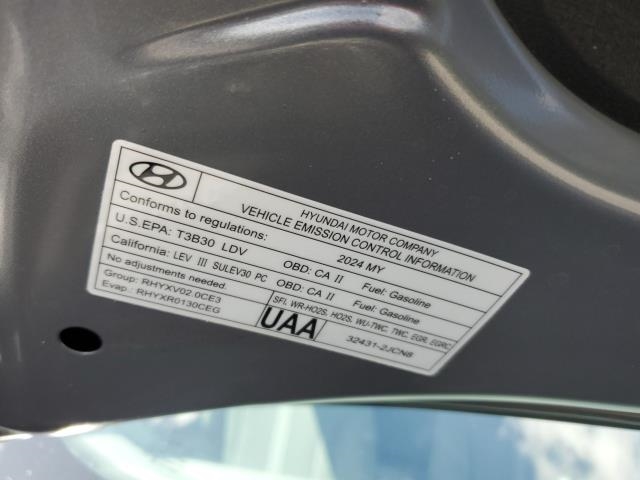 HYUNDAI MOTOR COMPANY
VEHICLE EMISSION CONTROL INFORMATION
Conforms to regulations: 2024 MY
U.S.EPA: T3B30 LDV OBD: CA II Fuel: Gasoline
California: LEV III SULEV30 PC OBD: CA II Fuel: Gasoline
No adjustments needed.
Group: RHYXV02.0CE3 SFI, WR-HO2S, HO2S, WU-TWC, TWC, EGR, EGRC
Evap: RHYXR0130CEG
UAA 32431-2JCN8